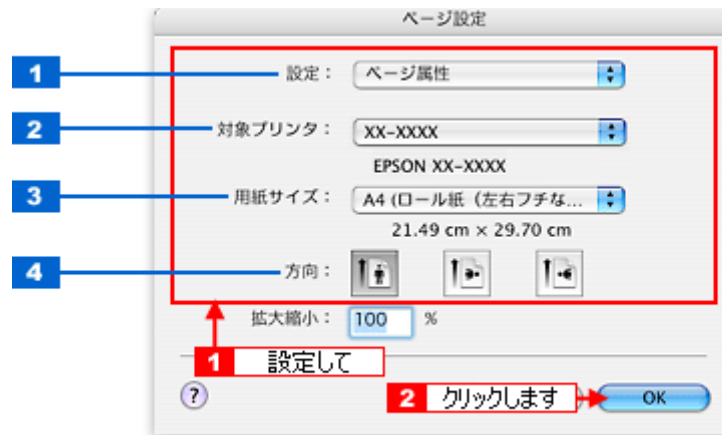 ページ設定
1 設定： ページ属性
2 対象プリンタ： XX-XXXX
EPSON XX-XXXX
3 用紙サイズ： A4 (ロール紙（左右フチな...
21.49 cm × 29.70 cm
4 方向：
拡大縮小： 100 %
1 設定して
? 2 クリックします OK